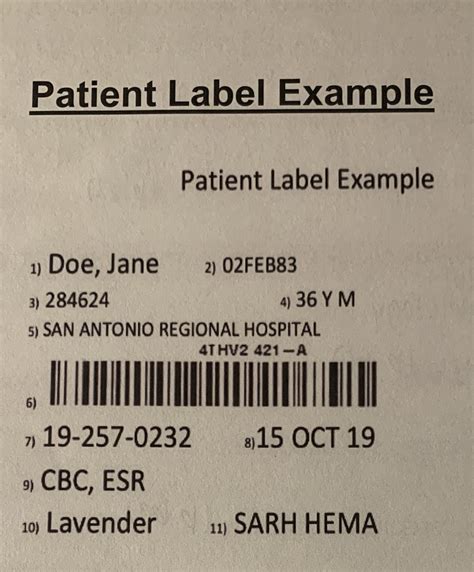 Patient Label Example
Patient Label Example
1) Doe, Jane 2) 02FEB83
3) 284624 4) 36 Y M
5) SAN ANTONIO REGIONAL HOSPITAL
4THV2 421-A
6)
7) 19-257-0232 8) 15 OCT 19
9) CBC, ESR
10) Lavender 11) SARH HEMA